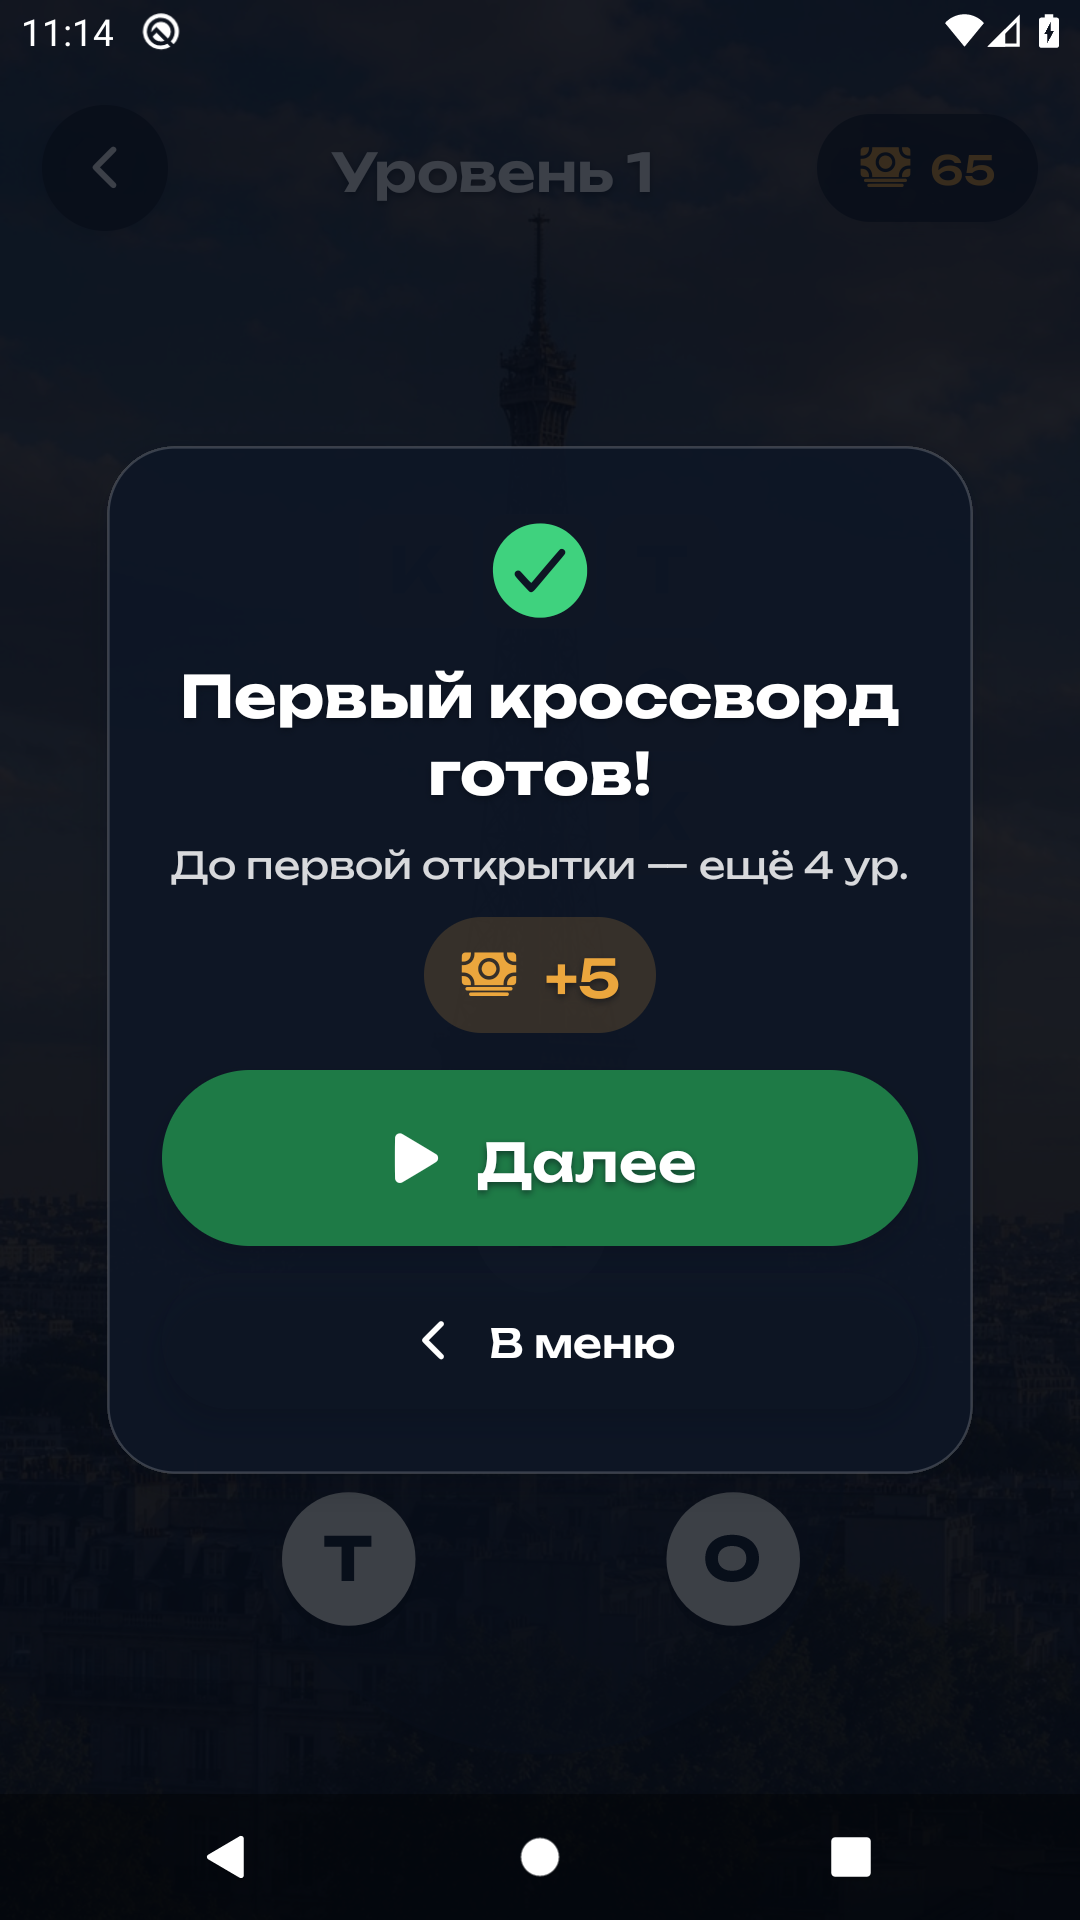 11:14
Уровень 1
65
К Т
Первый кроссворд
готов!
До первой открытки — ещё 4 ур.
+5
Далее
В меню
Т О